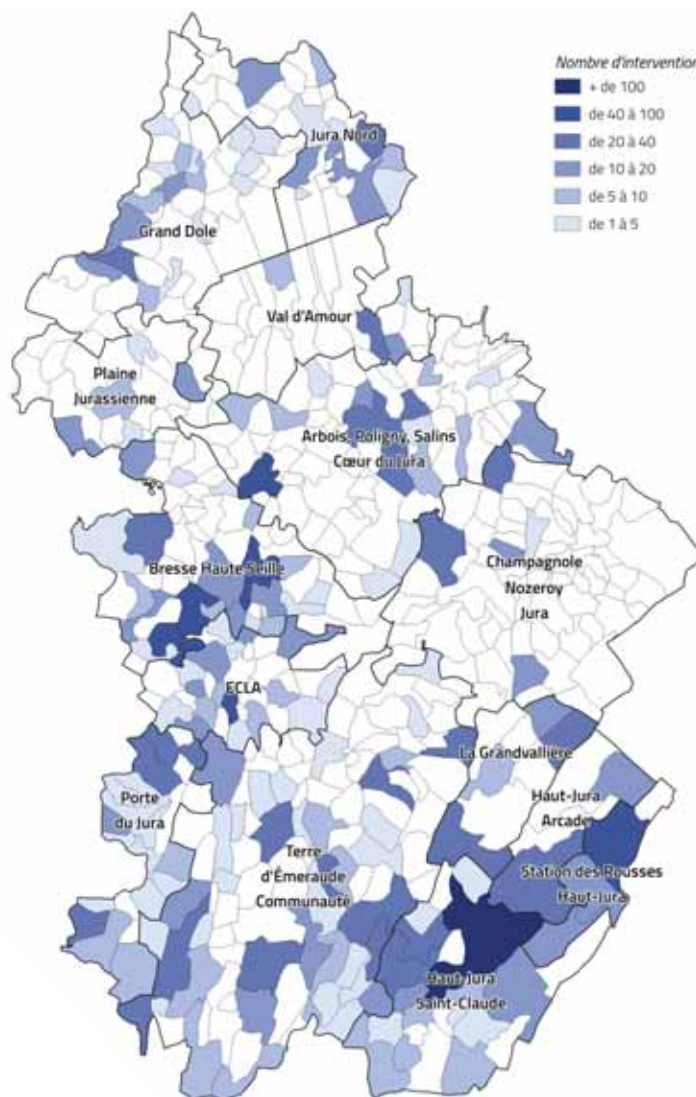 Nombre d'intervention
+ de 100
de 40 à 100
de 20 à 40
de 10 à 20
de 5 à 10
de 1 à 5
Jura Nord
Grand Dole
Val d'Amour
Plaine
Jurassienne
Arbois, Poligny, Salins
Cœur du Jura
Champagnole
Nozeroy
Jura
Bresse Haute Seille
ECLA
La Grandvallière
Porte
du Jura
Haut-Jura
Arcade
Terre
d'Émeraude
Communauté
Station des Rousses
Haut-Jura
Haut-Jura
Saint-Claude